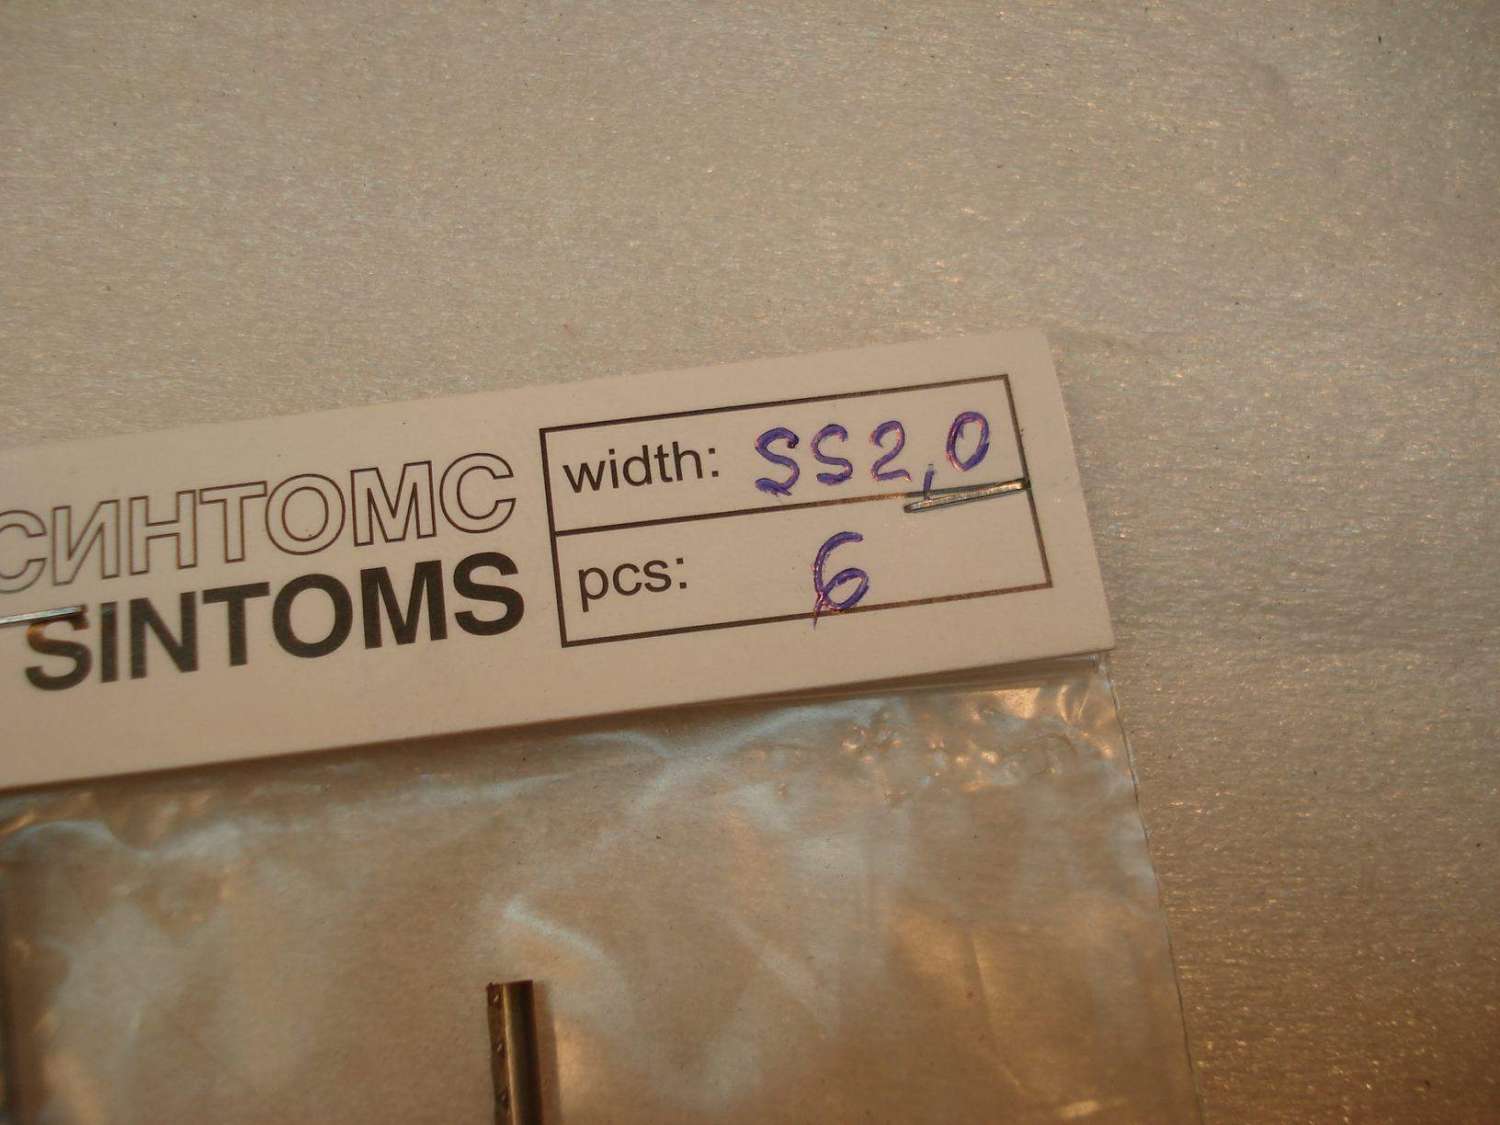 СИНТОМС
SINTOMS
width: SS2,0
pcs: 6